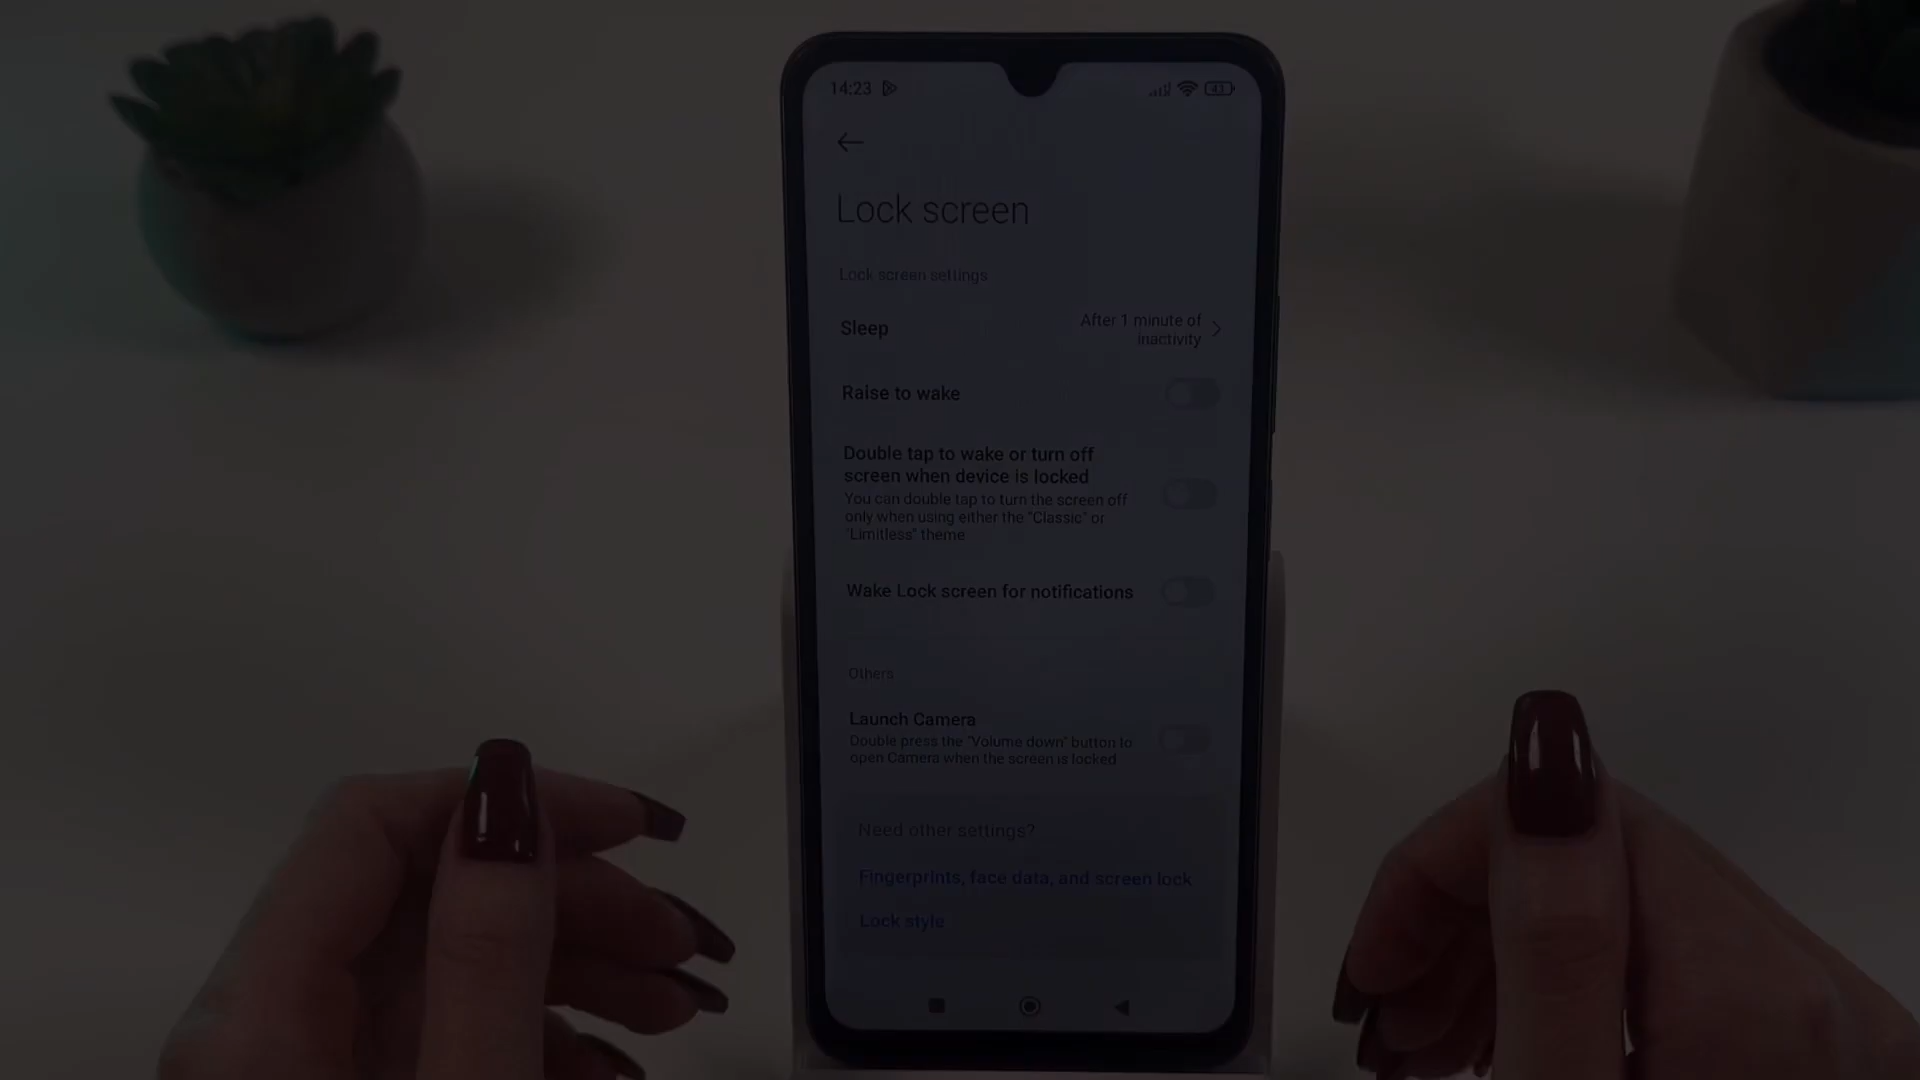 14:23
43
Lock screen
Lock screen settings
Sleep
After 1 minute of
inactivity
Raise to wake
Double tap to wake or turn off
screen when device is locked
You can double tap to turn the screen off
only when using either the "Classic" or
"Limitless" theme
Wake Lock screen for notifications
Others
Launch Camera
Double press the "Volume down" button to
open Camera when the screen is locked
Need other settings?
Fingerprints, face data, and screen lock
Lock style